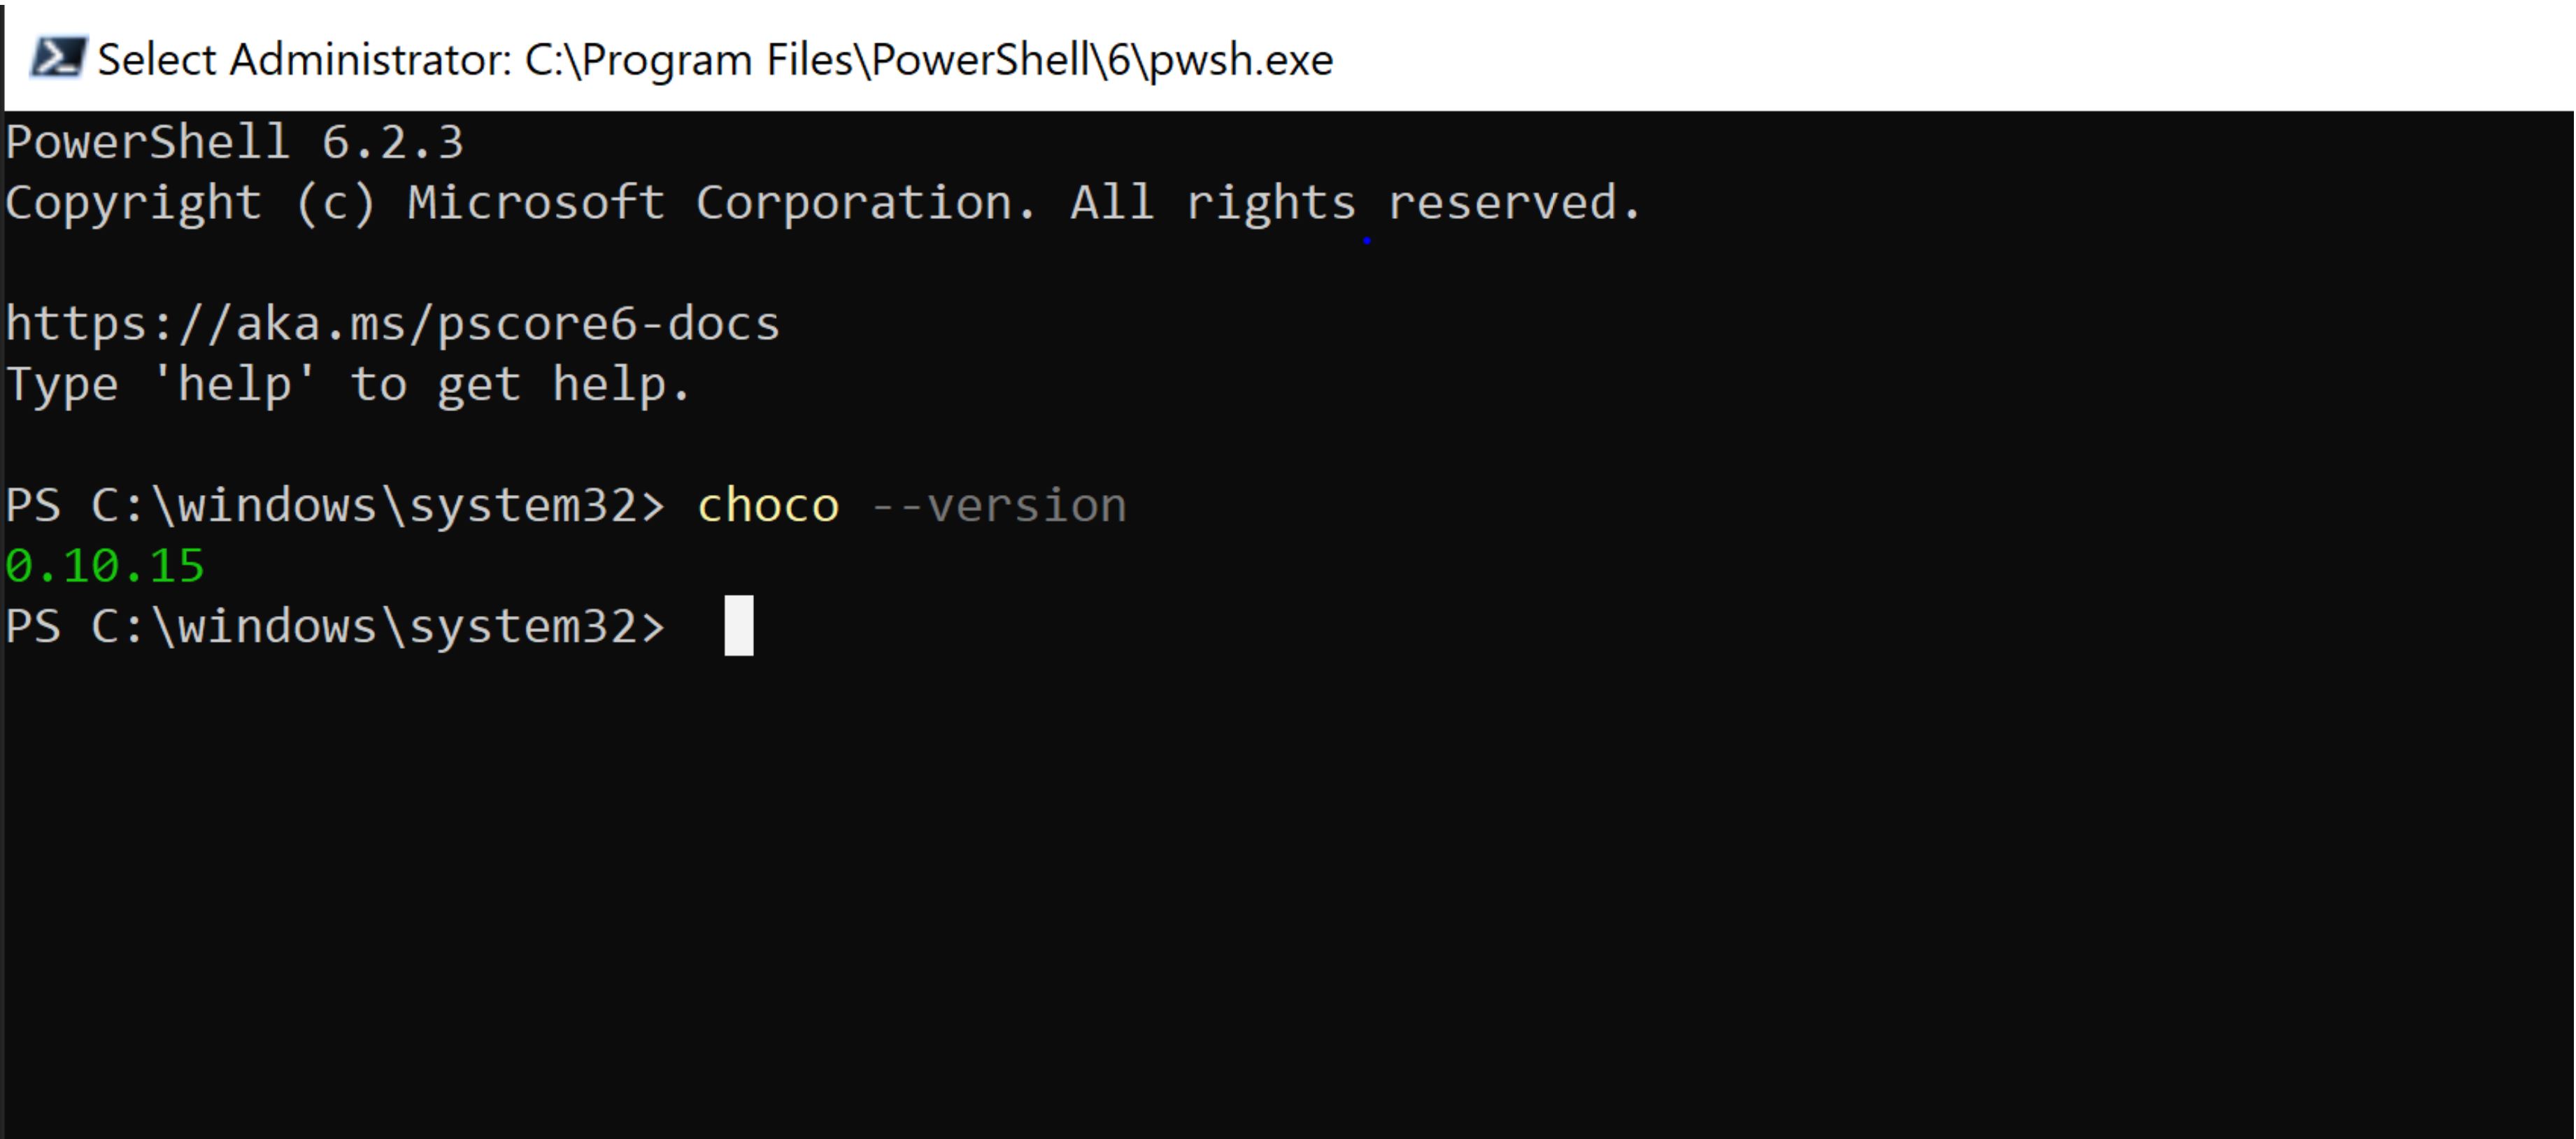 Select Administrator: C:\Program Files\PowerShell\6\pwsh.exe
PowerShell 6.2.3
Copyright (c) Microsoft Corporation. All rights reserved.
https://aka.ms/pscore6-docs
Type 'help' to get help.
PS C:\windows\system32> choco --version
0.10.15
PS C:\windows\system32>